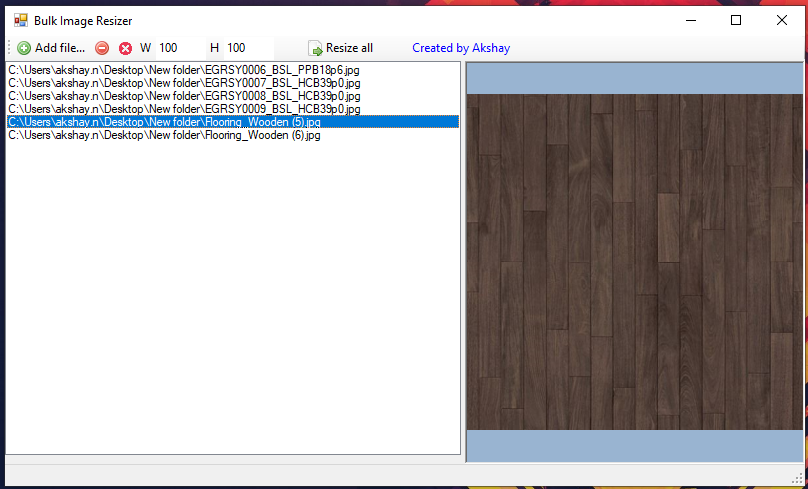 Bulk Image Resizer
Add file... W 100 H 100 Resize all Created by Akshay
C:\Users\akshay.n\Desktop\New folder\EGRSY0006_BSL_PPB18p6.jpg
C:\Users\akshay.n\Desktop\New folder\EGRSY0007_BSL_HCB39p0.jpg
C:\Users\akshay.n\Desktop\New folder\EGRSY0008_BSL_HCB39p0.jpg
C:\Users\akshay.n\Desktop\New folder\EGRSY0009_BSL_HCB39p0.jpg
C:\Users\akshay.n\Desktop\New folder\Flooring_Wooden (5).jpg
C:\Users\akshay.n\Desktop\New folder\Flooring_Wooden (6).jpg